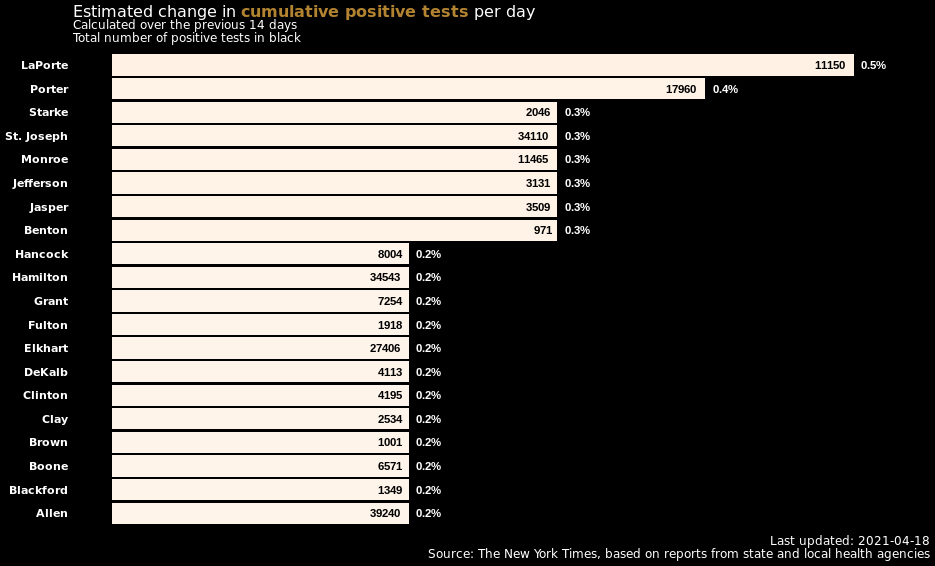 Estimated change in cumulative positive tests per day
Calculated over the previous 14 days
Total number of positive tests in black
LaPorte 11150 0.5%
Porter 17960 0.4%
Starke 2046 0.3%
St. Joseph 34110 0.3%
Monroe 11465 0.3%
Jefferson 3131 0.3%
Jasper 3509 0.3%
Benton 971 0.3%
Hancock 8004 0.2%
Hamilton 34543 0.2%
Grant 7254 0.2%
Fulton 1918 0.2%
Elkhart 27406 0.2%
DeKalb 4113 0.2%
Clinton 4195 0.2%
Clay 2534 0.2%
Brown 1001 0.2%
Boone 6571 0.2%
Blackford 1349 0.2%
Allen 39240 0.2%
Last updated: 2021-04-18
Source: The New York Times, based on reports from state and local health agencies